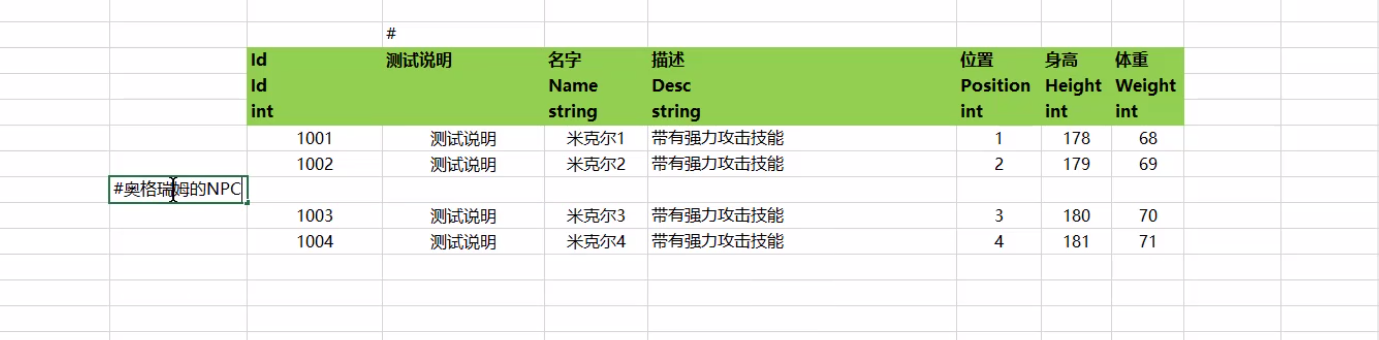 #
Id 测试说明 名字 描述 位置 身高 体重
Id Name Desc Position Height Weight
int string string int int int
1001 测试说明 米克尔1 带有强力攻击技能 1 178 68
1002 测试说明 米克尔2 带有强力攻击技能 2 179 69
#奥格瑞姆的NPC
1003 测试说明 米克尔3 带有强力攻击技能 3 180 70
1004 测试说明 米克尔4 带有强力攻击技能 4 181 71